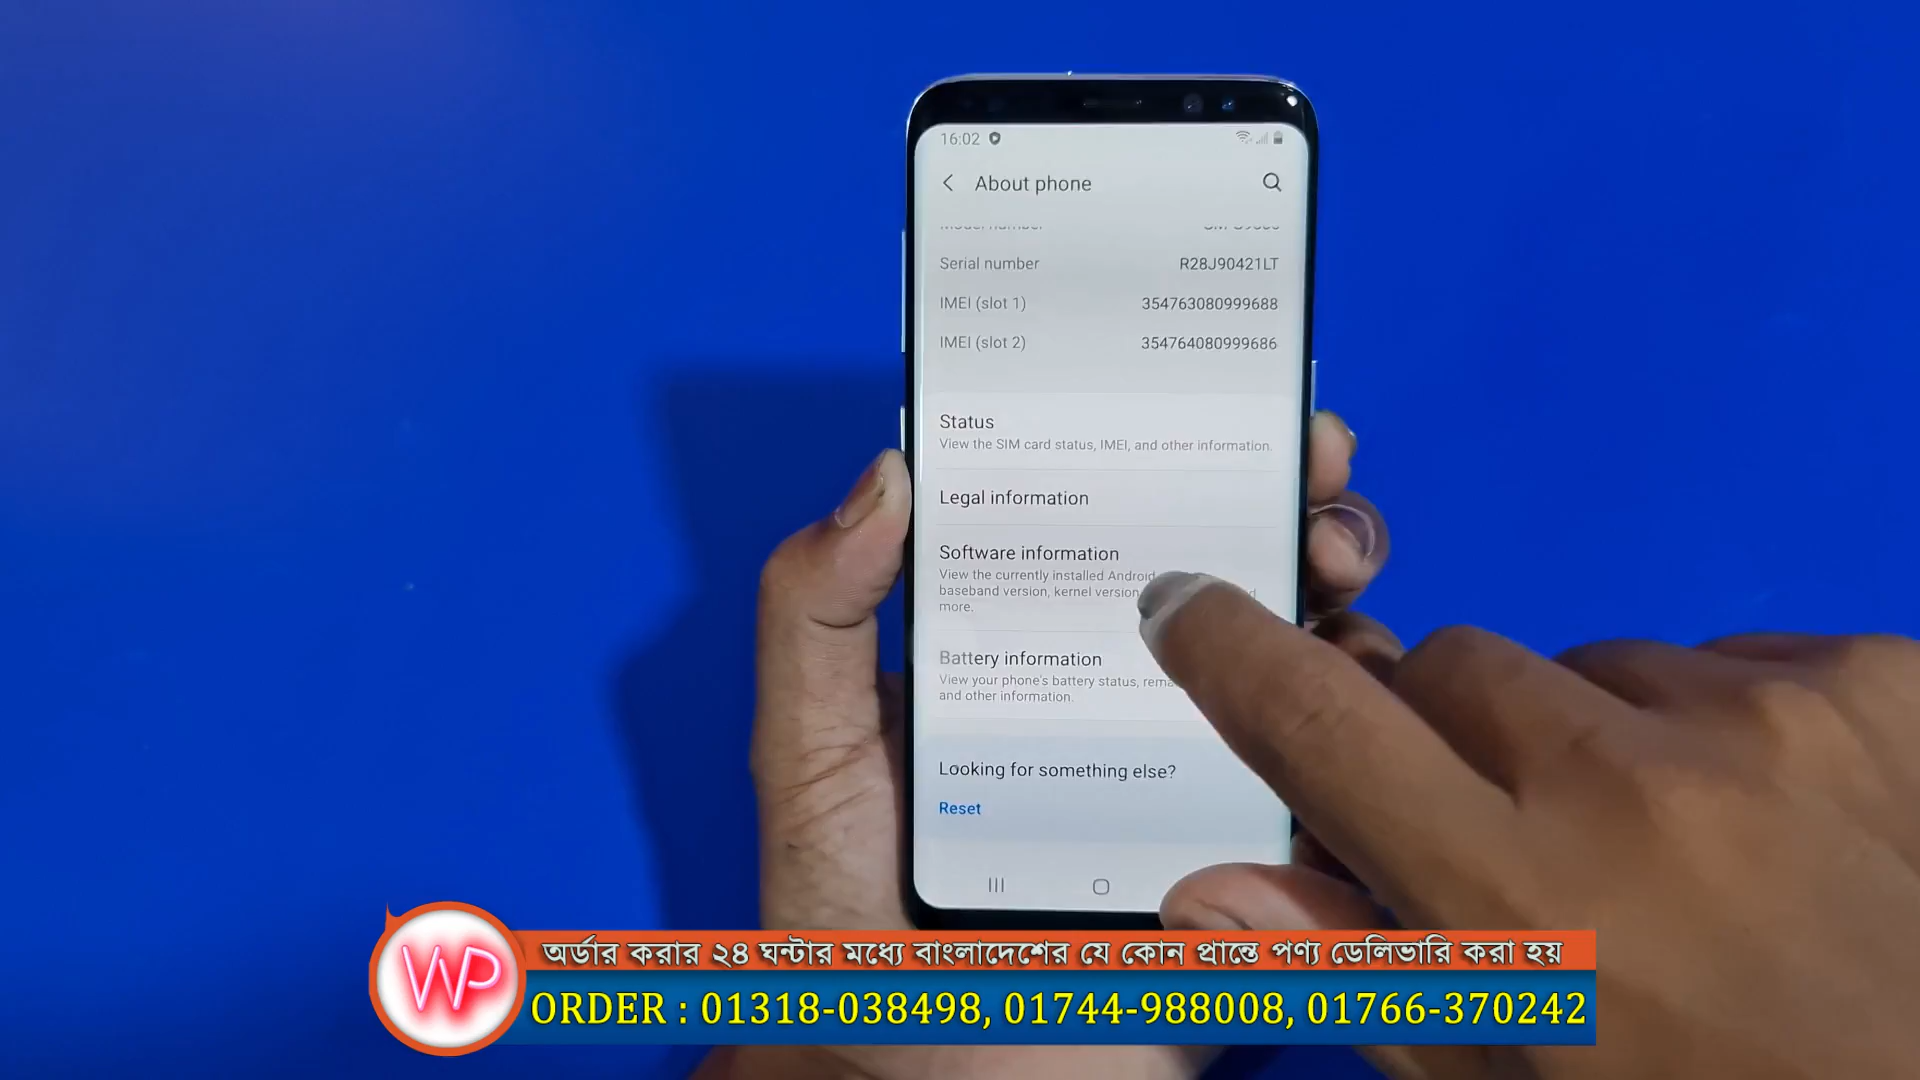 16:02
About phone
Model number
Serial number R28J90421LT
IMEI (slot 1) 354763080999688
IMEI (slot 2) 354764080999686
Status
View the SIM card status, IMEI, and other information.
Legal information
Software information
View the currently installed Android
baseband version, kernel version
more.
Battery information
View your phone's battery status,
and other information.
Looking for something else?
Reset
WP
অর্ডার করার ২৪ ঘন্টার মধ্যে বাংলাদেশের যে কোন প্রান্তে পণ্য ডেলিভারি করা হয়
ORDER : 01318-038498, 01744-988008, 01766-370242